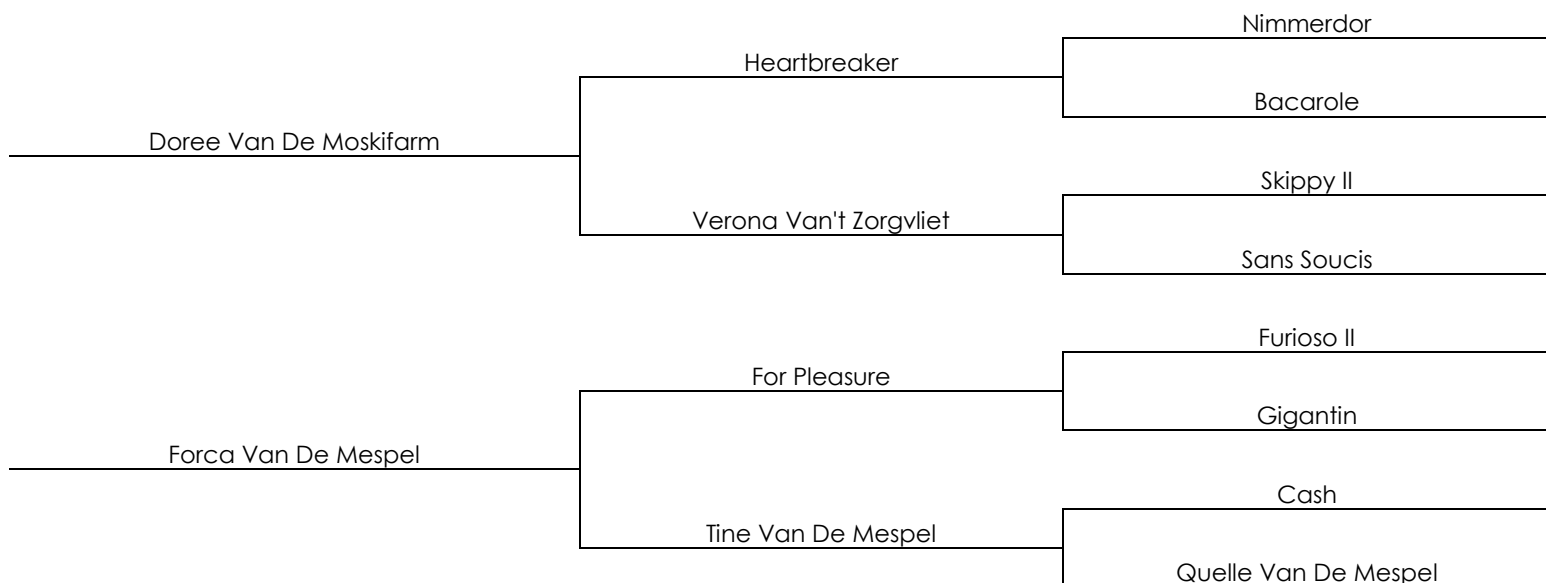 Nimmerdor
Heartbreaker
Bacarole
Doree Van De Moskifarm
Skippy II
Verona Van't Zorgvliet
Sans Soucis
Furioso II
For Pleasure
Gigantin
Forca Van De Mespel
Cash
Tine Van De Mespel
Quelle Van De Mespel